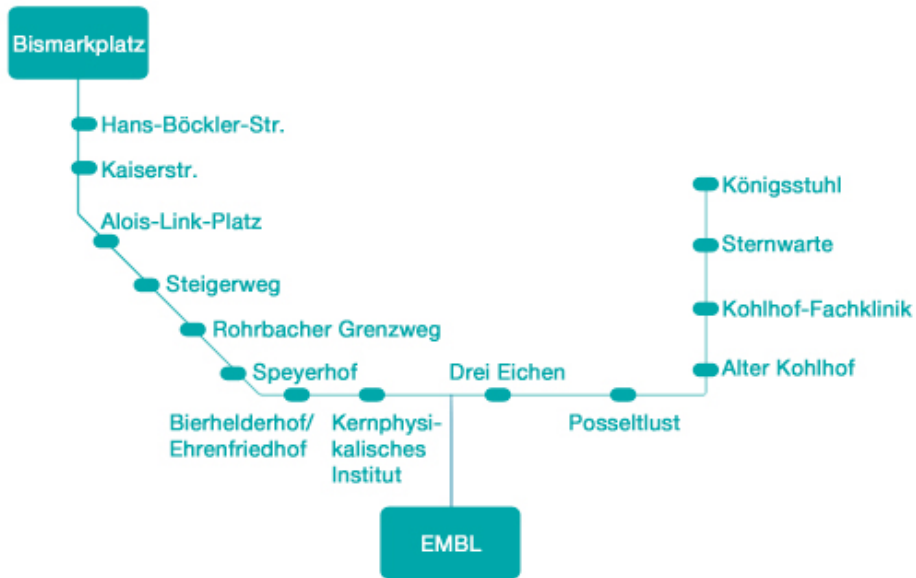 Bismarkplatz
Hans-Böckler-Str.
Kaiserstr.
Alois-Link-Platz
Steigerweg
Rohrbacher Grenzweg
Speyerhof
Bierhelderhof/
Ehrenfriedhof
Kernphysi-
kalisches
Institut
Drei Eichen
Posseltlust
Königsstuhl
Sternwarte
Kohlhof-Fachklinik
Alter Kohlhof
EMBL